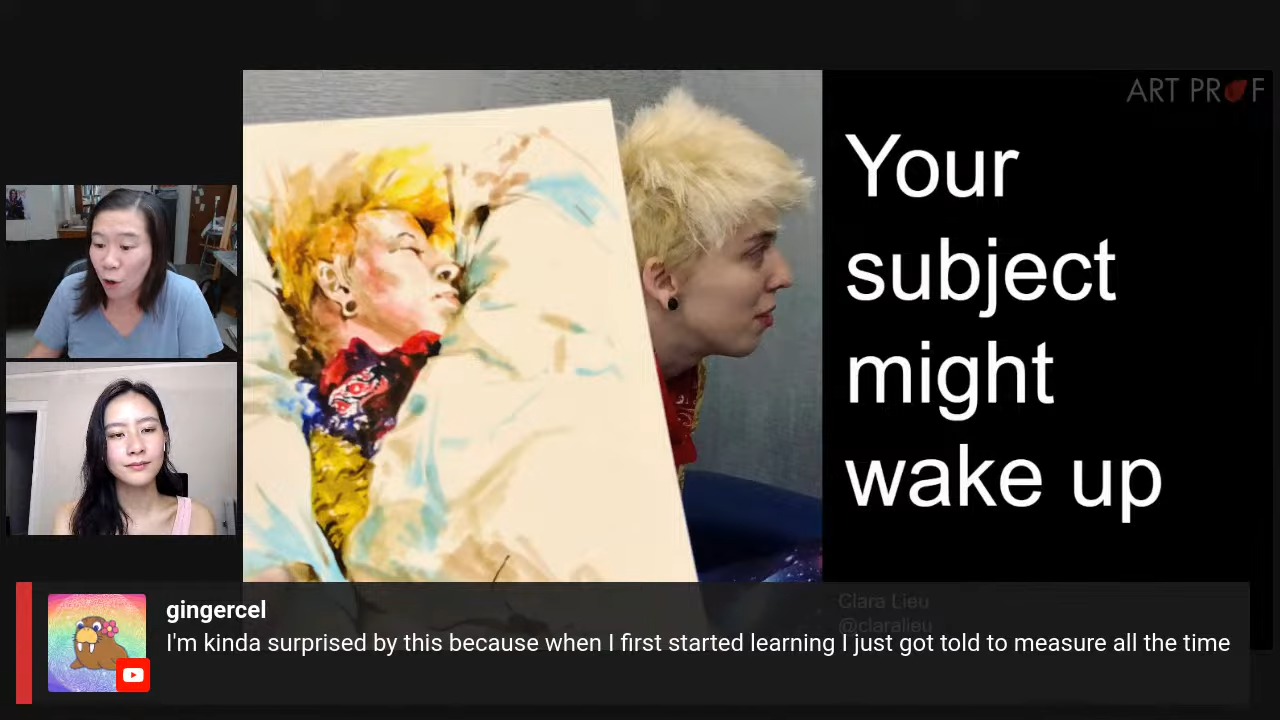 ART PROF
Your
subject
might
wake up
Clara Lieu
@claralieu
gingercel
I'm kinda surprised by this because when I first started learning I just got told to measure all the time